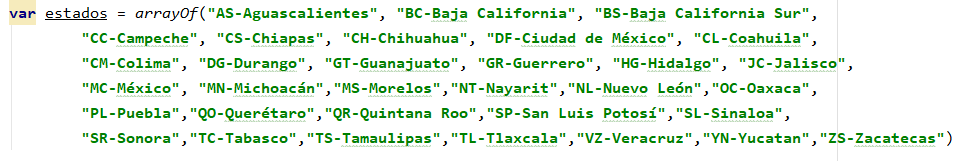 var estados = arrayOf("AS-Aguascalientes", "BC-Baja California", "BS-Baja California Sur",
"CC-Campeche", "CS-Chiapas", "CH-Chihuahua", "DF-Ciudad de México", "CL-Coahuila",
"CM-Colima", "DG-Durango", "GT-Guanajuato", "GR-Guerrero", "HG-Hidalgo", "JC-Jalisco",
"MC-México", "MN-Michoacán","MS-Morelos","NT-Nayarit","NL-Nuevo León","OC-Oaxaca",
"PL-Puebla","QO-Querétaro","QR-Quintana Roo","SP-San Luis Potosí","SL-Sinaloa",
"SR-Sonora","TC-Tabasco","TS-Tamaulipas","TL-Tlaxcala","VZ-Veracruz","YN-Yucatan","ZS-Zacatecas")